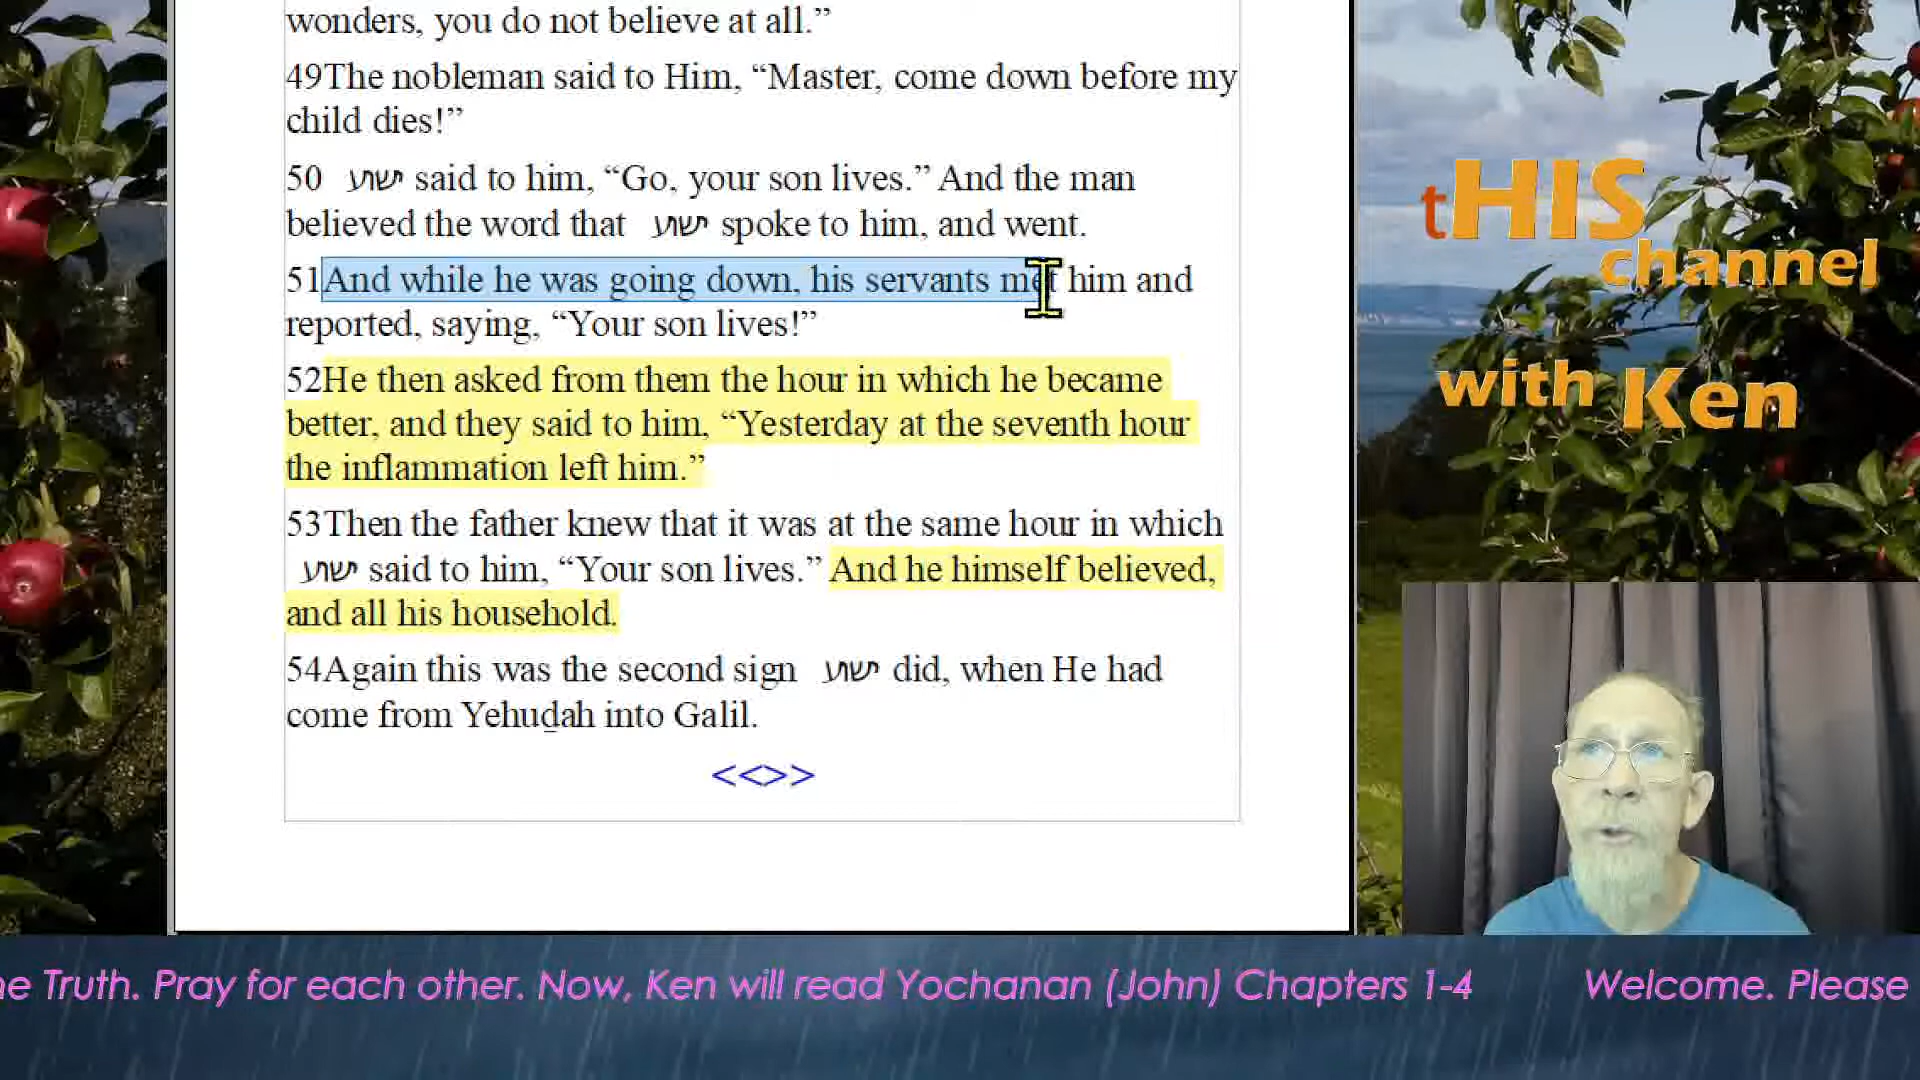 wonders, you do not believe at all.”
49The nobleman said to Him, “Master, come down before my
child dies!”
50 ישוע said to him, “Go, your son lives.” And the man
believed the word that ישוע spoke to him, and went.
51And while he was going down, his servants met him and
reported, saying, “Your son lives!”
52He then asked from them the hour in which he became
better, and they said to him, “Yesterday at the seventh hour
the inflammation left him.”
53Then the father knew that it was at the same hour in which
ישוע said to him, “Your son lives.” And he himself believed,
and all his household.
54Again this was the second sign ישוע did, when He had
come from Yehuḏah into Galil.
<<>>
tHIS
channel
with Ken
he Truth. Pray for each other. Now, Ken will read Yochanan (John) Chapters 1-4 Welcome. Please